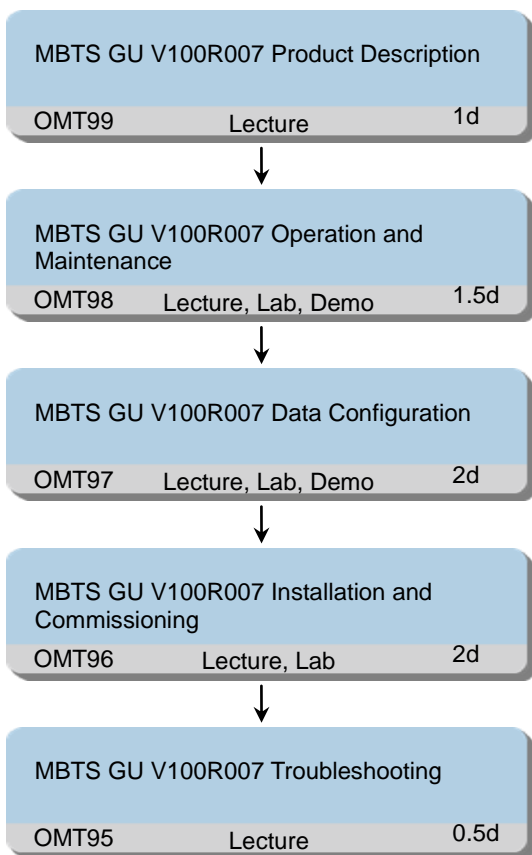 MBTS GU V100R007 Product Description
OMT99 Lecture 1d
MBTS GU V100R007 Operation and
Maintenance
OMT98 Lecture, Lab, Demo 1.5d
MBTS GU V100R007 Data Configuration
OMT97 Lecture, Lab, Demo 2d
MBTS GU V100R007 Installation and
Commissioning
OMT96 Lecture, Lab 2d
MBTS GU V100R007 Troubleshooting
OMT95 Lecture 0.5d